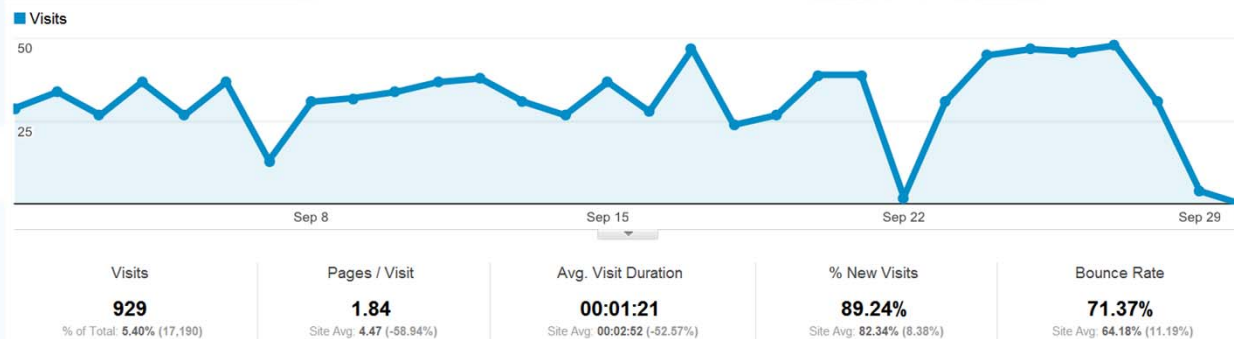 Visits
50
25
Sep 8 Sep 15 Sep 22 Sep 29
Visits Pages / Visit Avg. Visit Duration % New Visits Bounce Rate
929 1.84 00:01:21 89.24% 71.37%
% of Total: 5.40% (17,190) Site Avg: 4.47 (-58.94%) Site Avg: 00:02:52 (-52.57%) Site Avg: 82.34% (8.38%) Site Avg: 64.18% (11.19%)